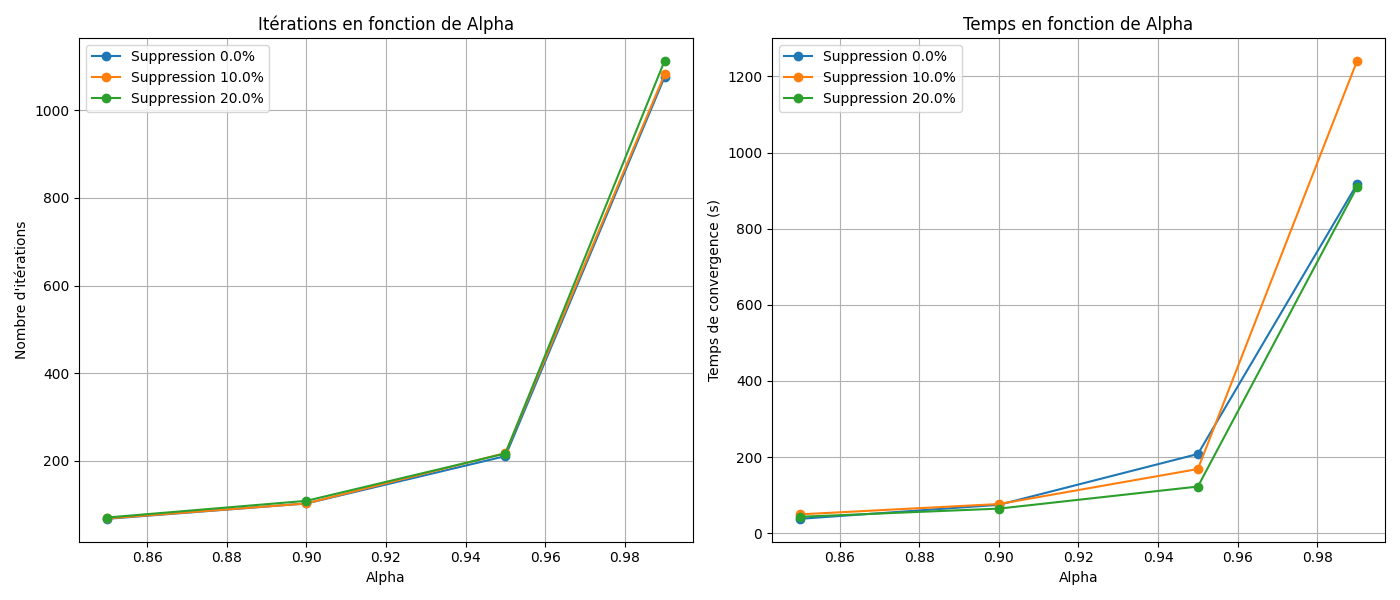 Itérations en fonction de Alpha
Suppression 0.0%
Suppression 10.0%
Suppression 20.0%
1000
800
600
400
200
Nombre d'itérations
0.86 0.88 0.90 0.92 0.94 0.96 0.98
Alpha
Temps en fonction de Alpha
Suppression 0.0%
Suppression 10.0%
Suppression 20.0%
1200
1000
800
600
400
200
0
Temps de convergence (s)
0.86 0.88 0.90 0.92 0.94 0.96 0.98
Alpha